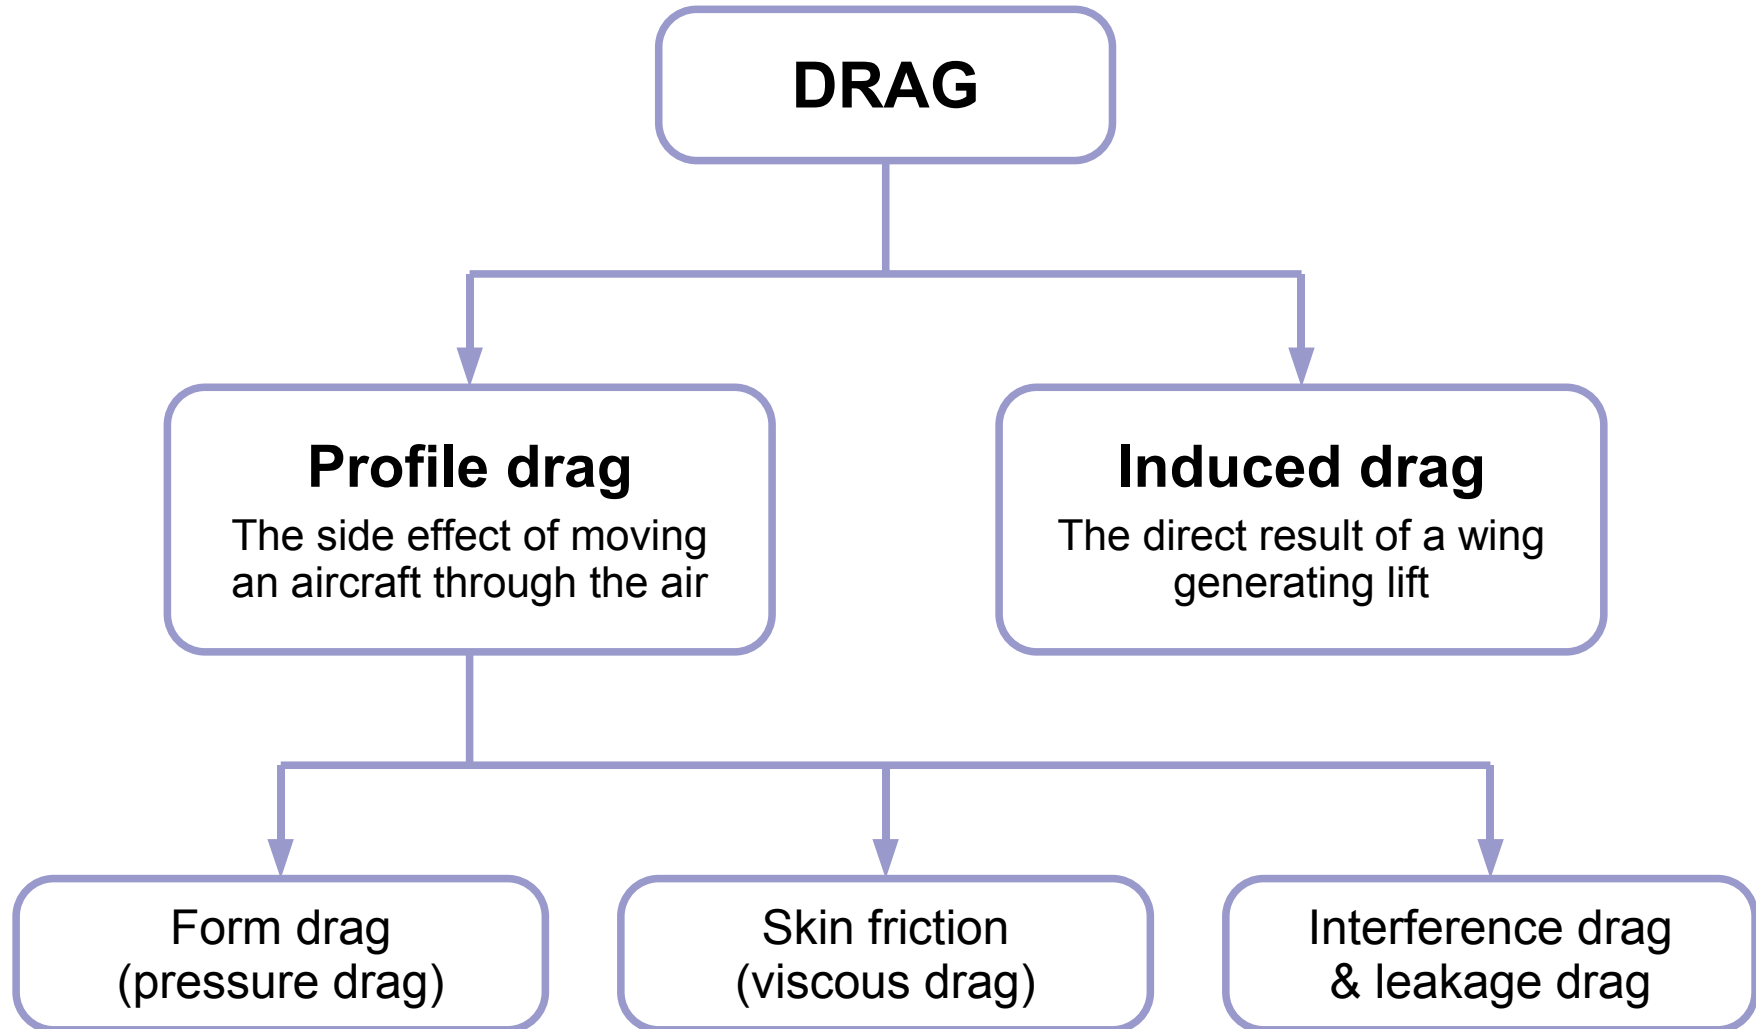 DRAG
Profile drag
The side effect of moving
an aircraft through the air
Induced drag
The direct result of a wing
generating lift
Form drag
(pressure drag)
Skin friction
(viscous drag)
Interference drag
& leakage drag